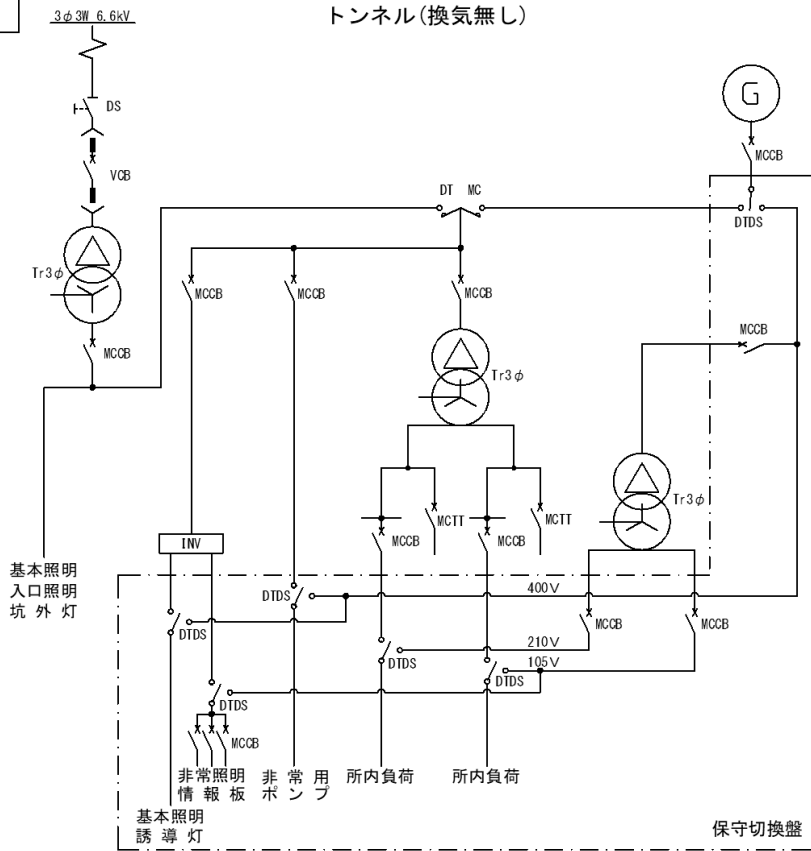 トンネル(換気無し)
3φ3W 6.6kV
DS
VCB
Tr3φ
MCCB
G
MCCB
DTDS
DT MC
MCCB
MCCB
MCCB
Tr3φ
MCCB
Tr3φ
MCCB
MCTT
MCCB
MCTT
INV
基本照明
入口照明
坑外灯
DTDS
400V
DTDS
MCCB
MCCB
210V
DTDS
105V
DTDS
DTDS
MCCB
非常照明
情報板
非常用
ポンプ
所内負荷
所内負荷
基本照明
誘導灯
保守切換盤